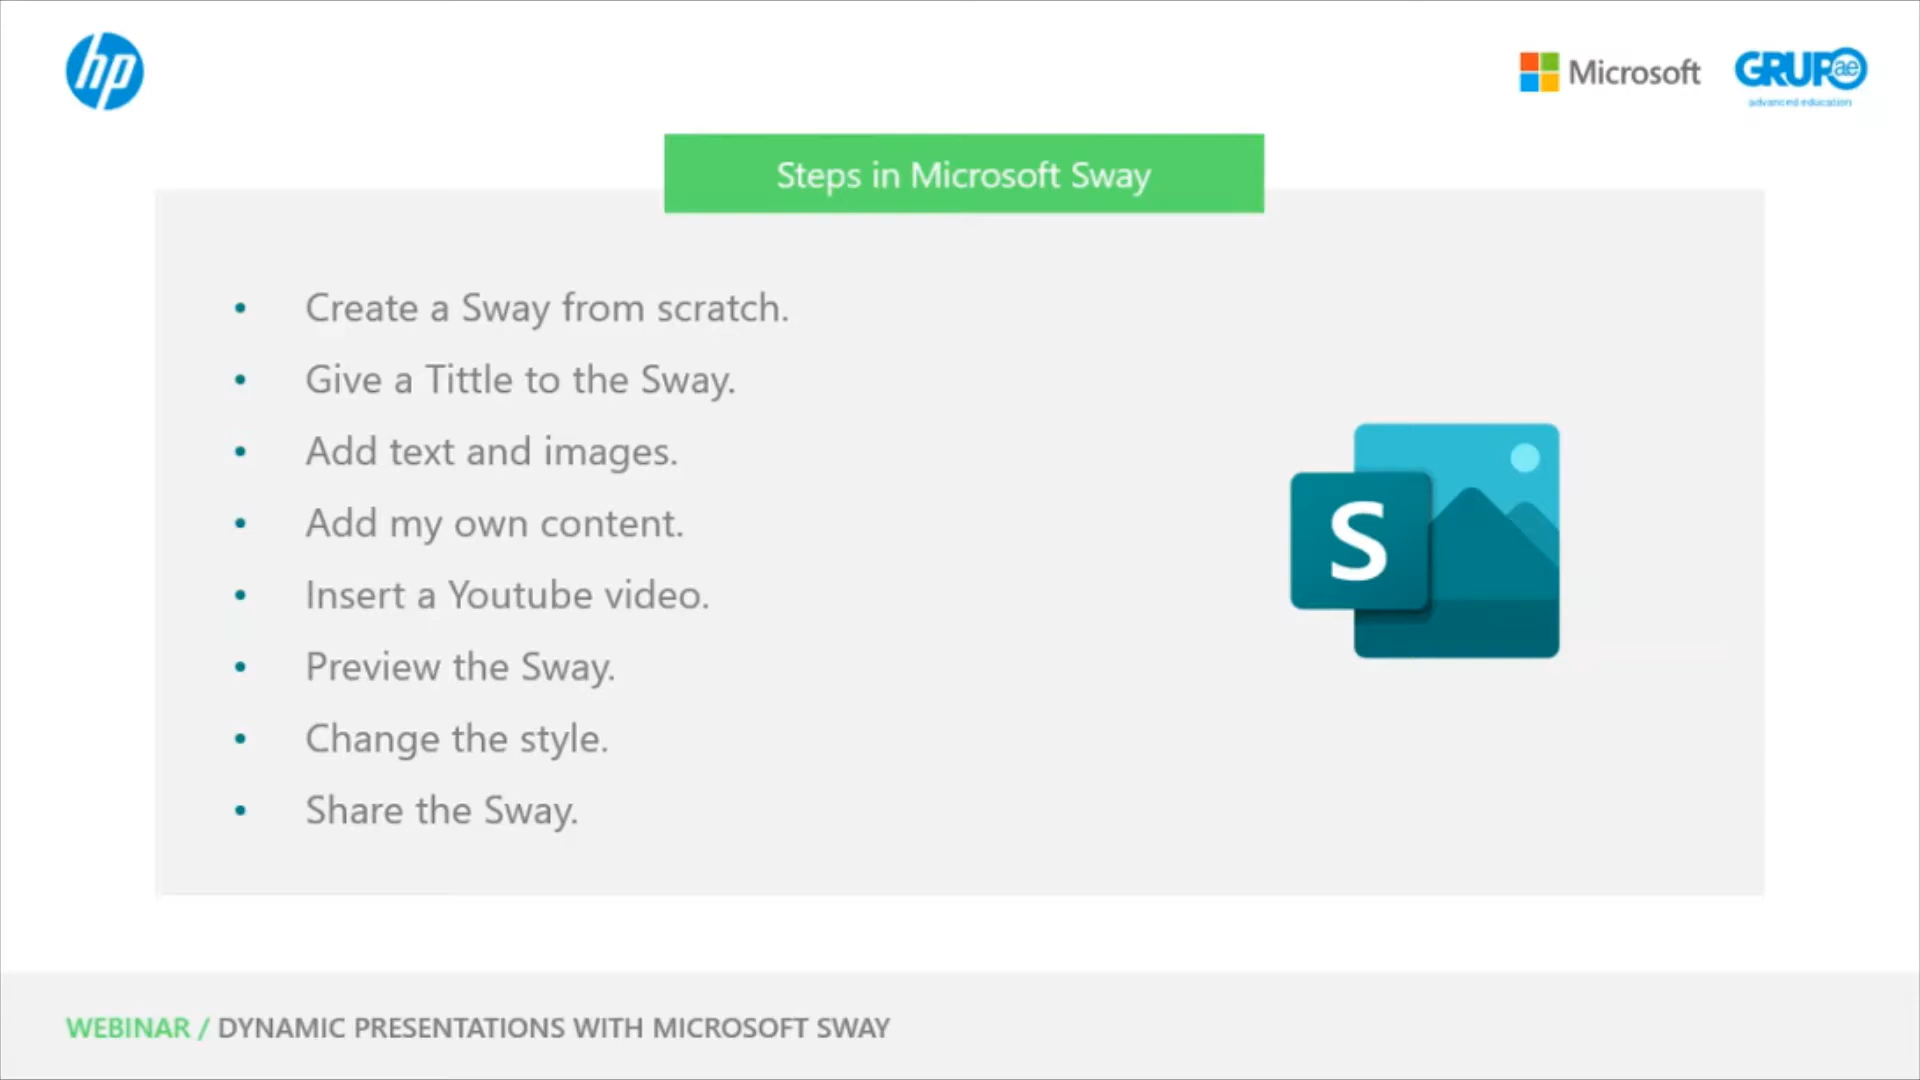 hp
Microsoft
GRUPO ae
advanced education
Steps in Microsoft Sway
• Create a Sway from scratch.
• Give a Tittle to the Sway.
• Add text and images.
• Add my own content.
• Insert a Youtube video.
• Preview the Sway.
• Change the style.
• Share the Sway.
S
WEBINAR / DYNAMIC PRESENTATIONS WITH MICROSOFT SWAY